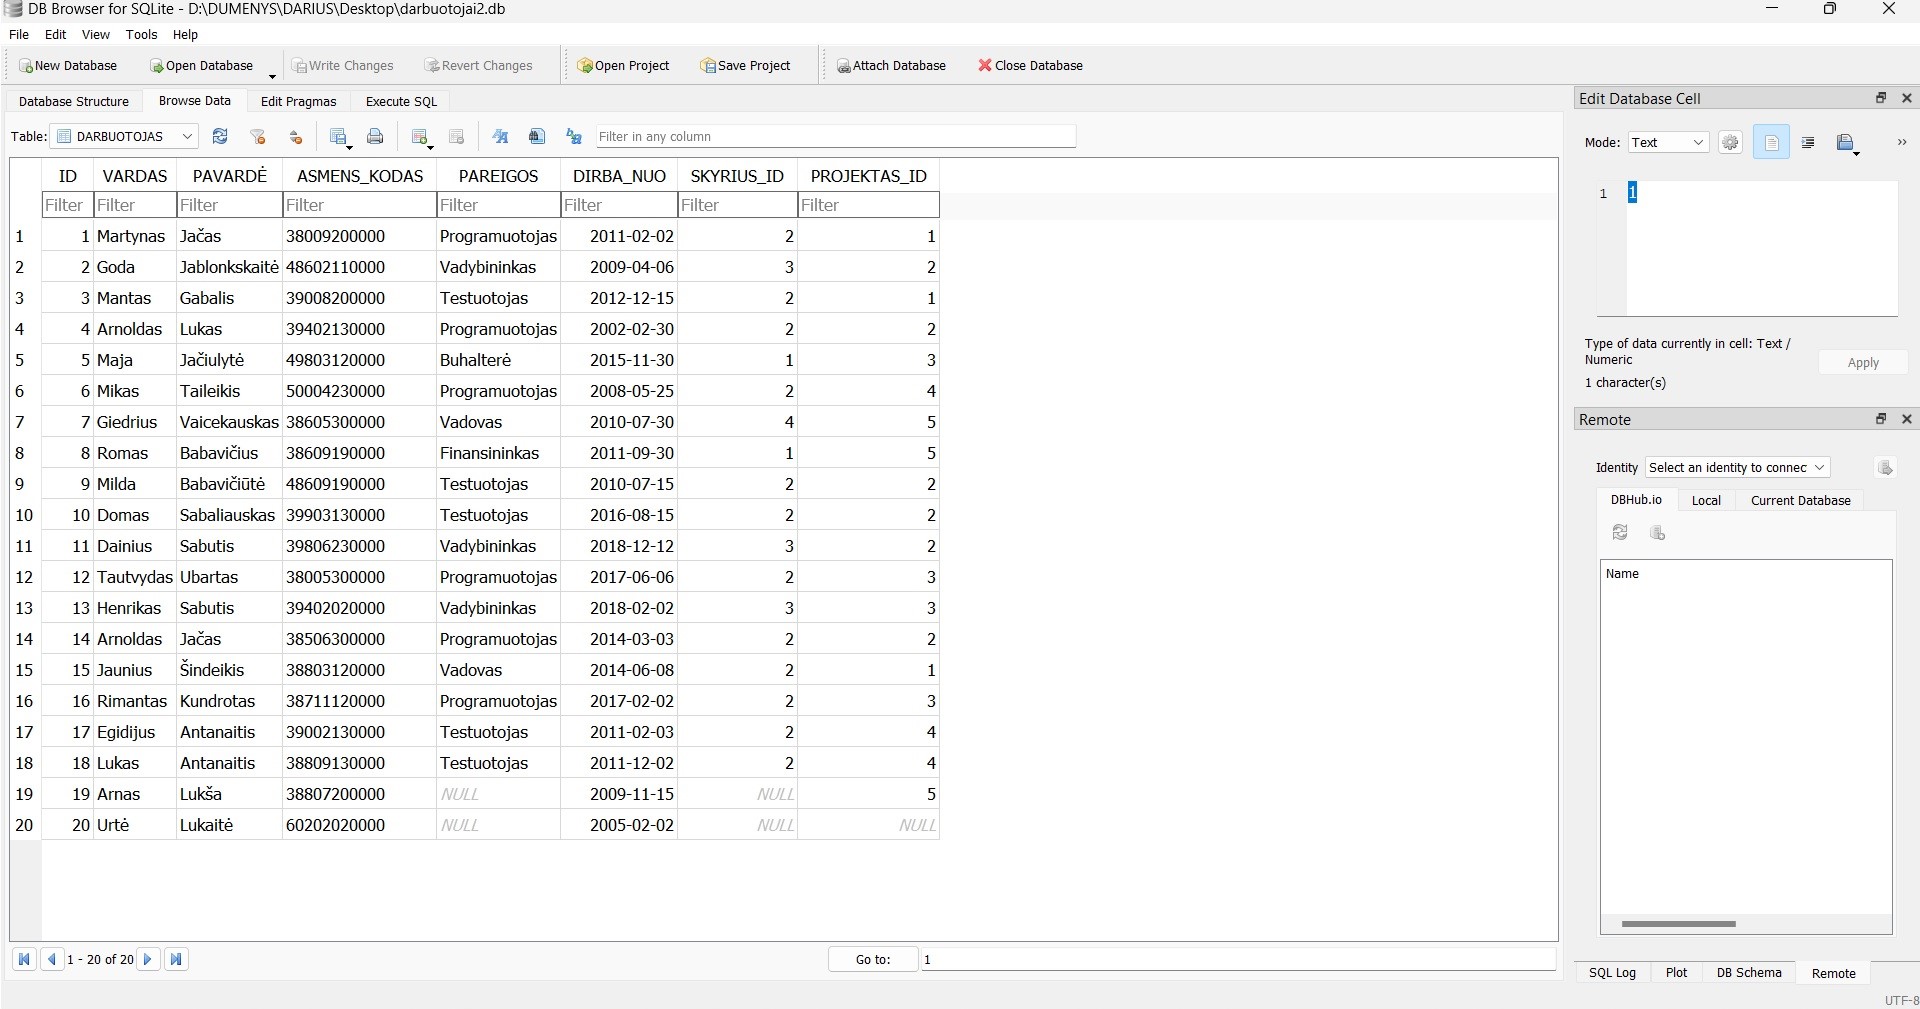 DB Browser for SQLite - D:\DUMENYS\DARIUS\Desktop\darbuotojai2.db
File Edit View Tools Help
New Database Open Database Write Changes Revert Changes Open Project Save Project Attach Database Close Database
Database Structure Browse Data Edit Pragmas Execute SQL
Table: DARBUOTOJAS Filter in any column
ID VARDAS PAVARDĖ ASMENS_KODAS PAREIGOS DIRBA_NUO SKYRIUS_ID PROJEKTAS_ID
Filter Filter Filter Filter Filter Filter Filter Filter
1 1 Martynas Jačas 38009200000 Programuotojas 2011-02-02 2 1
2 2 Goda Jablonkskaitė 48602110000 Vadybininkas 2009-04-06 3 2
3 3 Mantas Gabalis 39008200000 Testuotojas 2012-12-15 2 1
4 4 Arnoldas Lukas 39402130000 Programuotojas 2002-02-30 2 2
5 5 Maja Jačiulytė 49803120000 Buhalterė 2015-11-30 1 3
6 6 Mikas Taileikis 50004230000 Programuotojas 2008-05-25 2 4
7 7 Giedrius Vaicekauskas 38605300000 Vadovas 2010-07-30 4 5
8 8 Romas Babavičius 38609190000 Finansininkas 2011-09-30 1 5
9 9 Milda Babavičiūtė 48609190000 Testuotojas 2010-07-15 2 2
10 10 Domas Sabaliauskas 39903130000 Testuotojas 2016-08-15 2 2
11 11 Dainius Sabutis 39806230000 Vadybininkas 2018-12-12 3 2
12 12 Tautvydas Ubartas 38005300000 Programuotojas 2017-06-06 2 3
13 13 Henrikas Sabutis 39402020000 Vadybininkas 2018-02-02 3 3
14 14 Arnoldas Jačas 38506300000 Programuotojas 2014-03-03 2 2
15 15 Jaunius Šindeikis 38803120000 Vadovas 2014-06-08 2 1
16 16 Rimantas Kundrotas 38711120000 Programuotojas 2017-02-02 2 3
17 17 Egidijus Antanaitis 39002130000 Testuotojas 2011-02-03 2 4
18 18 Lukas Antanaitis 38809130000 Testuotojas 2011-12-02 2 4
19 19 Arnas Lukša 38807200000 NULL 2009-11-15 NULL 5
20 20 Urtė Lukaitė 60202020000 NULL 2005-02-02 NULL NULL
1 - 20 of 20 Go to: 1
Edit Database Cell
Mode: Text
1 1
Type of data currently in cell: Text /
Numeric
1 character(s)
Apply
Remote
Identity Select an identity to connec
DBHub.io Local Current Database
Name
SQL Log Plot DB Schema Remote
UTF-8